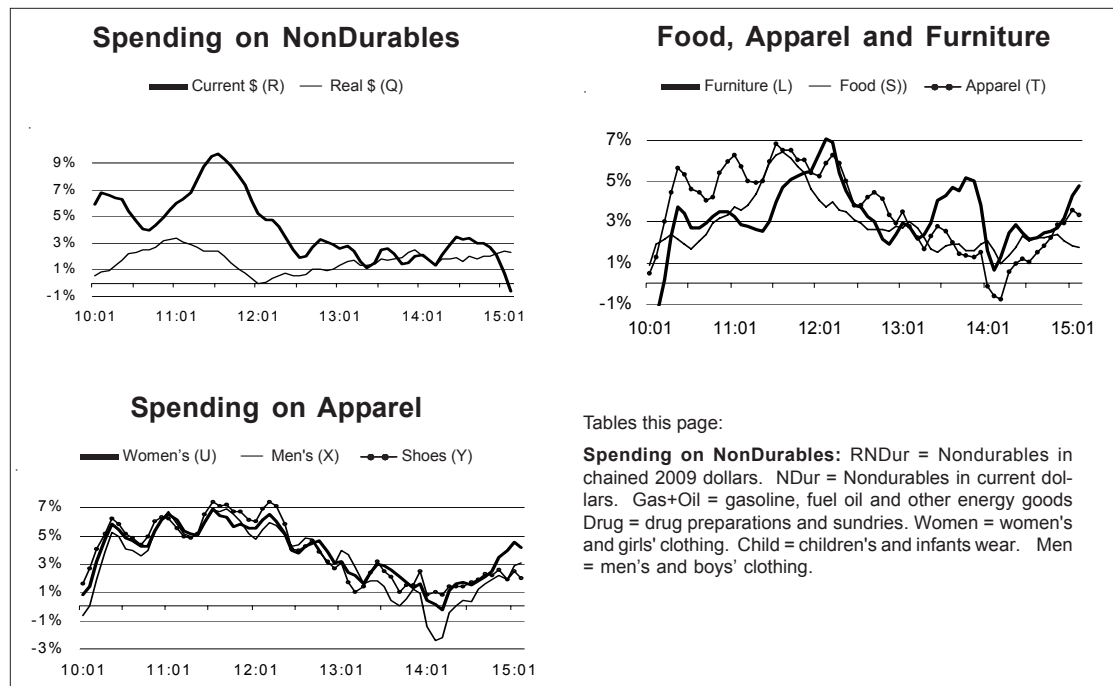 Spending on NonDurables
Current $ (R) Real $ (Q)
9%
7%
5%
3%
1%
-1%
10:01 11:01 12:01 13:01 14:01 15:01
Food, Apparel and Furniture
Furniture (L) Food (S)) Apparel (T)
7%
5%
3%
1%
-1%
10:01 11:01 12:01 13:01 14:01 15:01
Spending on Apparel
Women's (U) Men's (X) Shoes (Y)
7%
5%
3%
1%
-1%
-3%
10:01 11:01 12:01 13:01 14:01 15:01
Tables this page:
Spending on NonDurables: RNDur = Nondurables in
chained 2009 dollars. NDur = Nondurables in current dol-
lars. Gas+Oil = gasoline, fuel oil and other energy goods
Drug = drug preparations and sundries. Women = women's
and girls' clothing. Child = children's and infants wear. Men
= men's and boys' clothing.